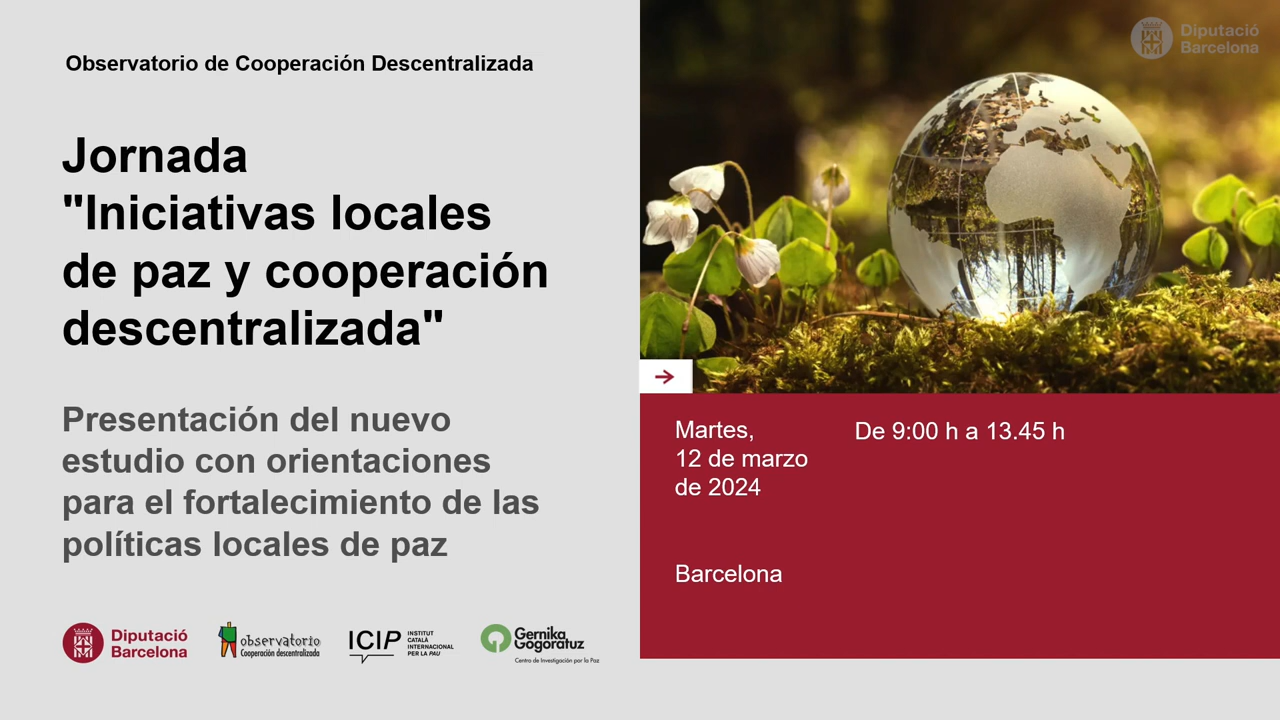 Observatorio de Cooperación Descentralizada
Jornada
"Iniciativas locales
de paz y cooperación
descentralizada"
Presentación del nuevo
estudio con orientaciones
para el fortalecimiento de las
políticas locales de paz
Diputació
Barcelona
observatorio
Cooperación descentralizada
ICIP
INSTITUT
CATALÀ
INTERNACIONAL
PER LA PAU
Gernika
Gogoratuz
Centro de Investigación por la Paz
Diputació
Barcelona
Martes,
12 de marzo
de 2024
De 9:00 h a 13.45 h
Barcelona